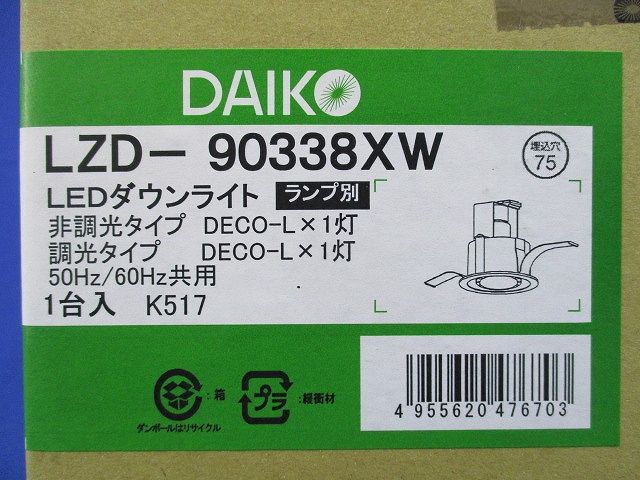 DAIKO
LZD－ 90338XW
埋込穴
75
LEDダウンライト ランプ別
非調光タイプ DECO-L×1灯
調光タイプ DECO-L×1灯
50Hz/60Hz共用
1台入 K517
：箱
プラ
：緩衝材
ダンボールはリサイクル
4 955620 476703